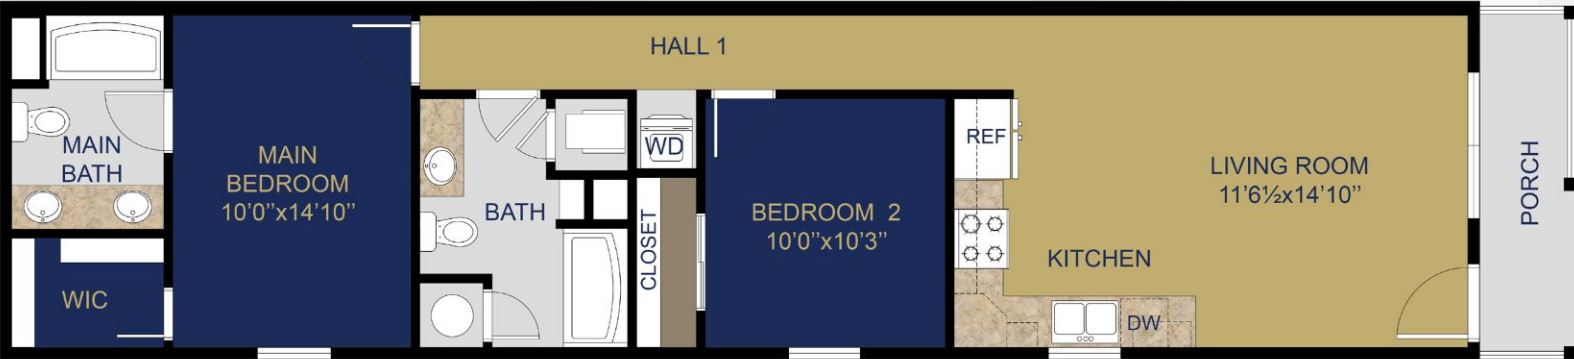 HALL 1
MAIN
BATH
MAIN
BEDROOM
10'0"x14'10"
WIC
BATH
WD
CLOSET
BEDROOM 2
10'0"x10'3"
REF
KITCHEN
DW
LIVING ROOM
11'6½x14'10"
PORCH